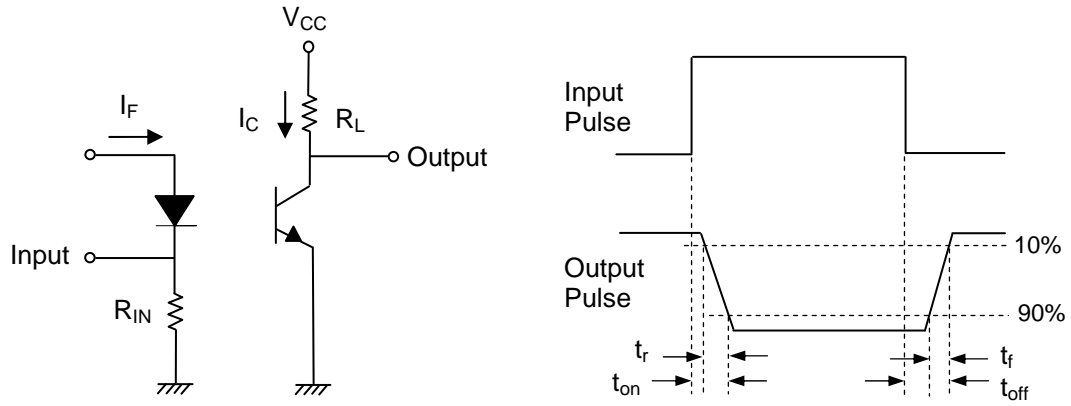 V_CC
I_F
I_C
R_L
Output
Input
R_IN
Input
Pulse
10%
Output
Pulse
90%
t_r
t_f
t_on
t_off